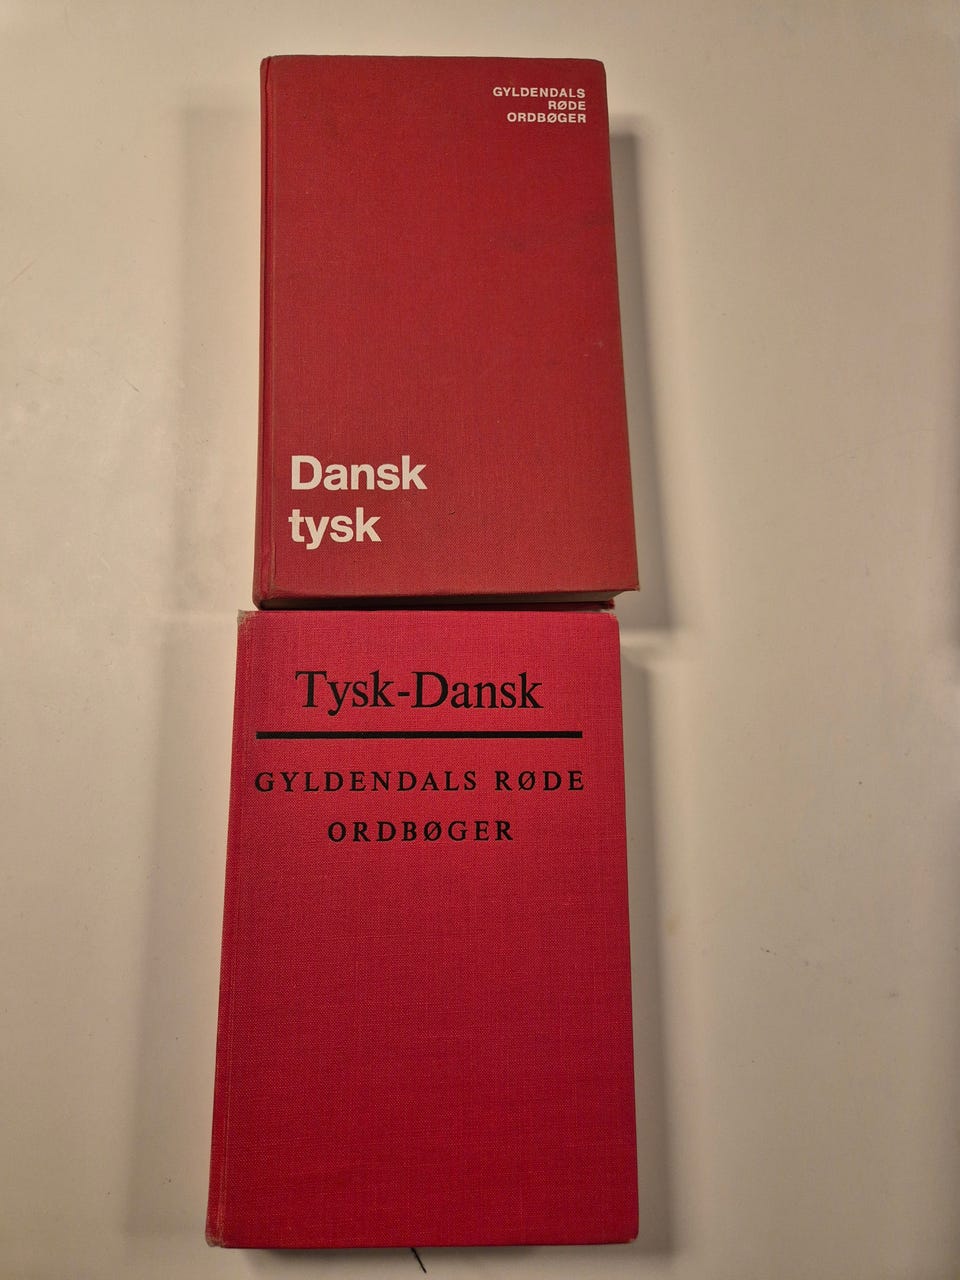 GYLDENDALS
RØDE
ORDBØGER
Dansk
tysk
Tysk-Dansk
GYLDENDALS RØDE
ORDBØGER